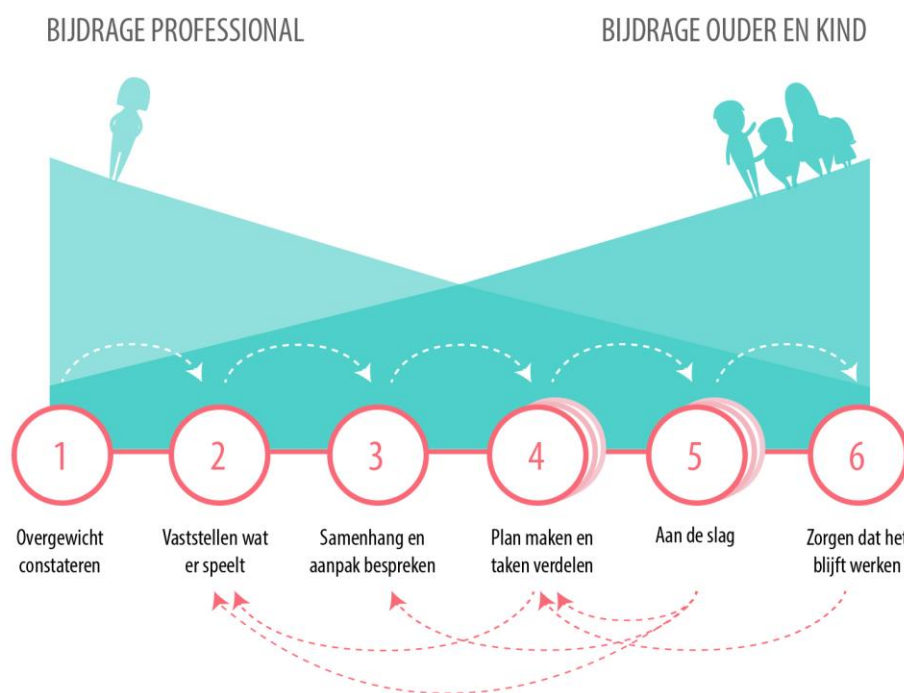 BIJDRAGE PROFESSIONAL
BIJDRAGE OUDER EN KIND
1
2
3
4
5
6
Overgewicht
constateren
Vaststellen wat
er speelt
Samenhang en
aanpak bespreken
Plan maken en
taken verdelen
Aan de slag
Zorgen dat het
blijft werken